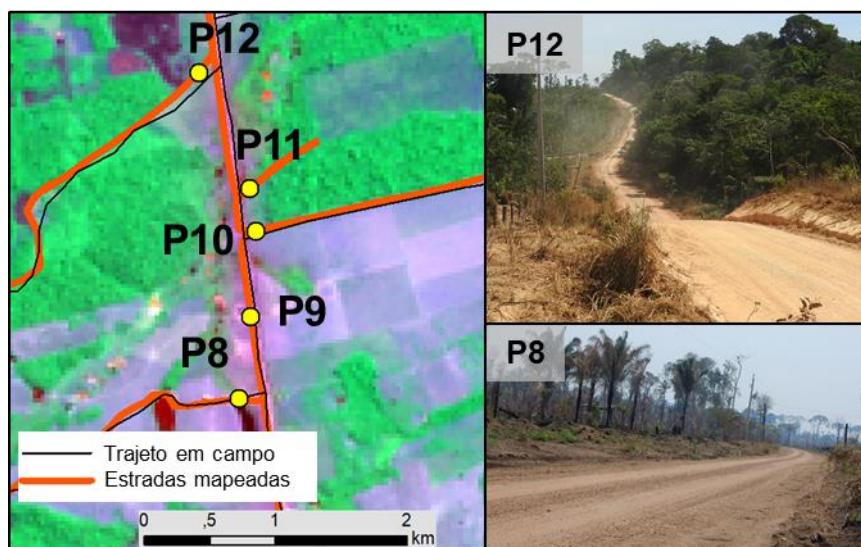 P12
P11
P10
P9
P8
Trajeto em campo
Estradas mapeadas
0 ,5 1 2
km
P12
P8